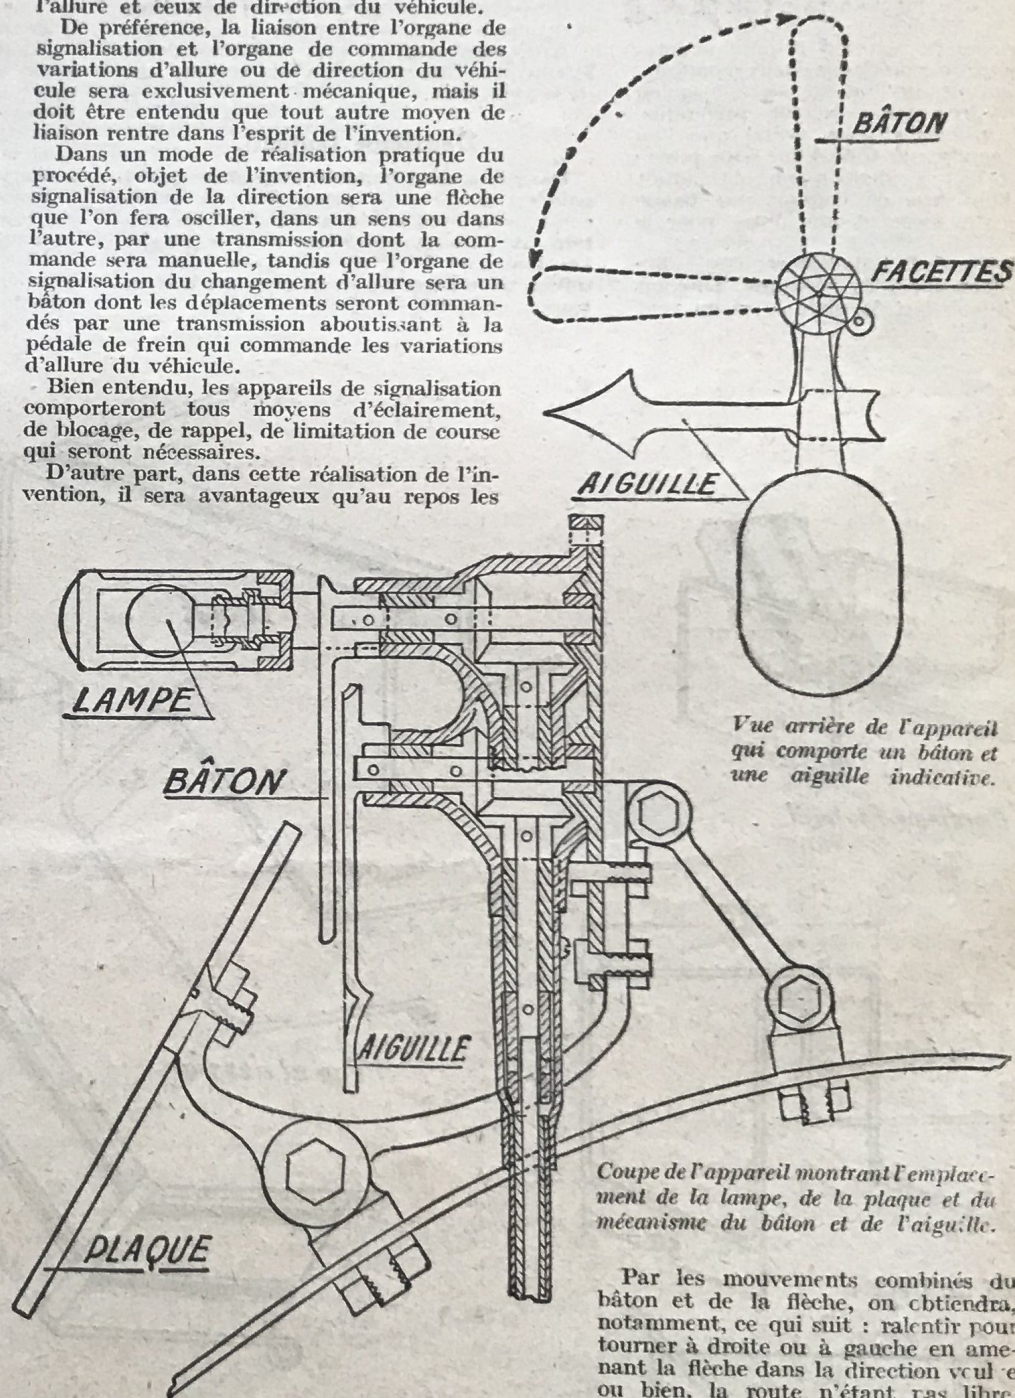 l'allure et ceux de direction du véhicule.
De préférence, la liaison entre l'organe de
signalisation et l'organe de commande des
variations d'allure ou de direction du véhi-
cule sera exclusivement mécanique, mais il
doit être entendu que tout autre moyen de
liaison rentre dans l'esprit de l'invention.
Dans un mode de réalisation pratique du
procédé, objet de l'invention, l'organe de
signalisation de la direction sera une flèche
que l'on fera osciller, dans un sens ou dans
l'autre, par une transmission dont la com-
mande sera manuelle, tandis que l'organe de
signalisation du changement d'allure sera un
bâton dont les déplacements seront comman-
dés par une transmission aboutissant à la
pédale de frein qui commande les variations
d'allure du véhicule.
Bien entendu, les appareils de signalisation
comporteront tous moyens d'éclairement,
de blocage, de rappel, de limitation de course
qui seront nécessaires.
D'autre part, dans cette réalisation de l'in-
vention, il sera avantageux qu'au repos les
BÂTON
FACETTES
AIGUILLE
Vue arrière de l'appareil
qui comporte un bâton et
une aiguille indicative.
LAMPE
BÂTON
AIGUILLE
PLAQUE
Coupe de l'appareil montrant l'emplace-
ment de la lampe, de la plaque et du
mécanisme du bâton et de l'aiguille.
Par les mouvements combinés du
bâton et de la flèche, on obtiendra,
notamment, ce qui suit : ralentir pour
tourner à droite ou à gauche en ame-
nant la flèche dans la direction voul e
ou bien, la route n'étant pas libre